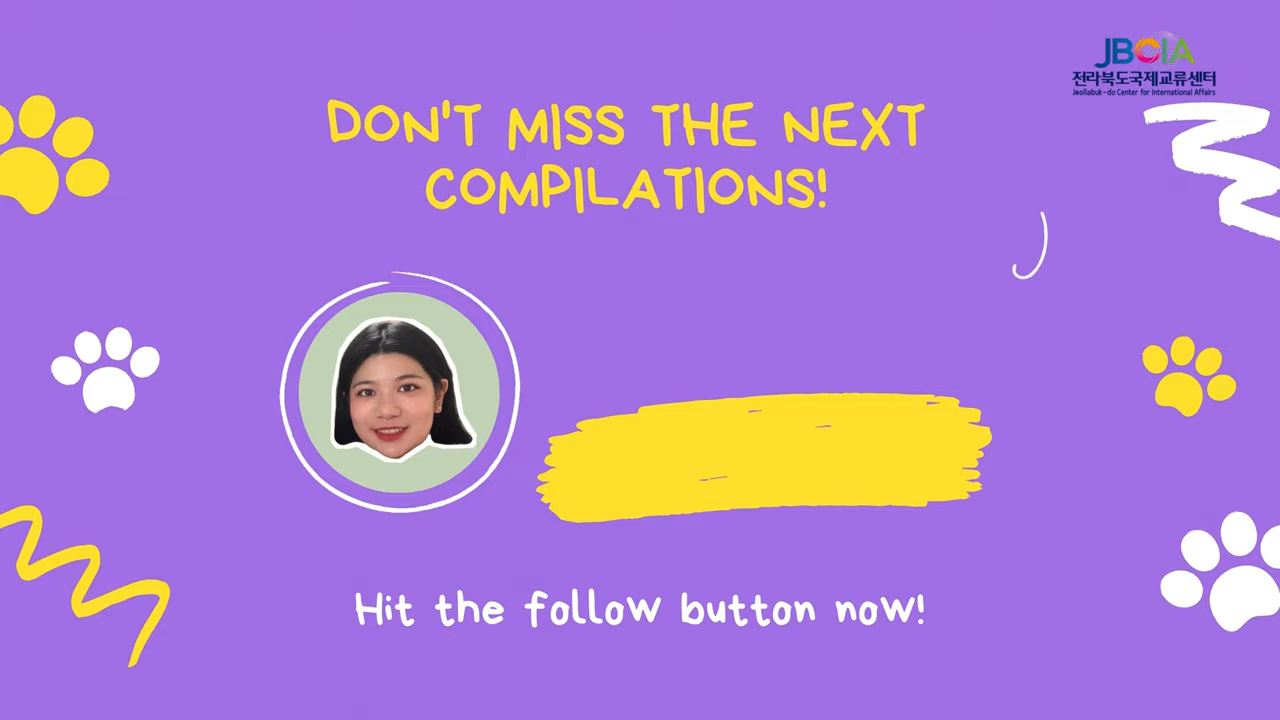 JBCIA
전라북도국제교류센터
Jeollabuk-do Center for International Affairs
DON'T MISS THE NEXT
COMPILATIONS!
Hit the follow button now!